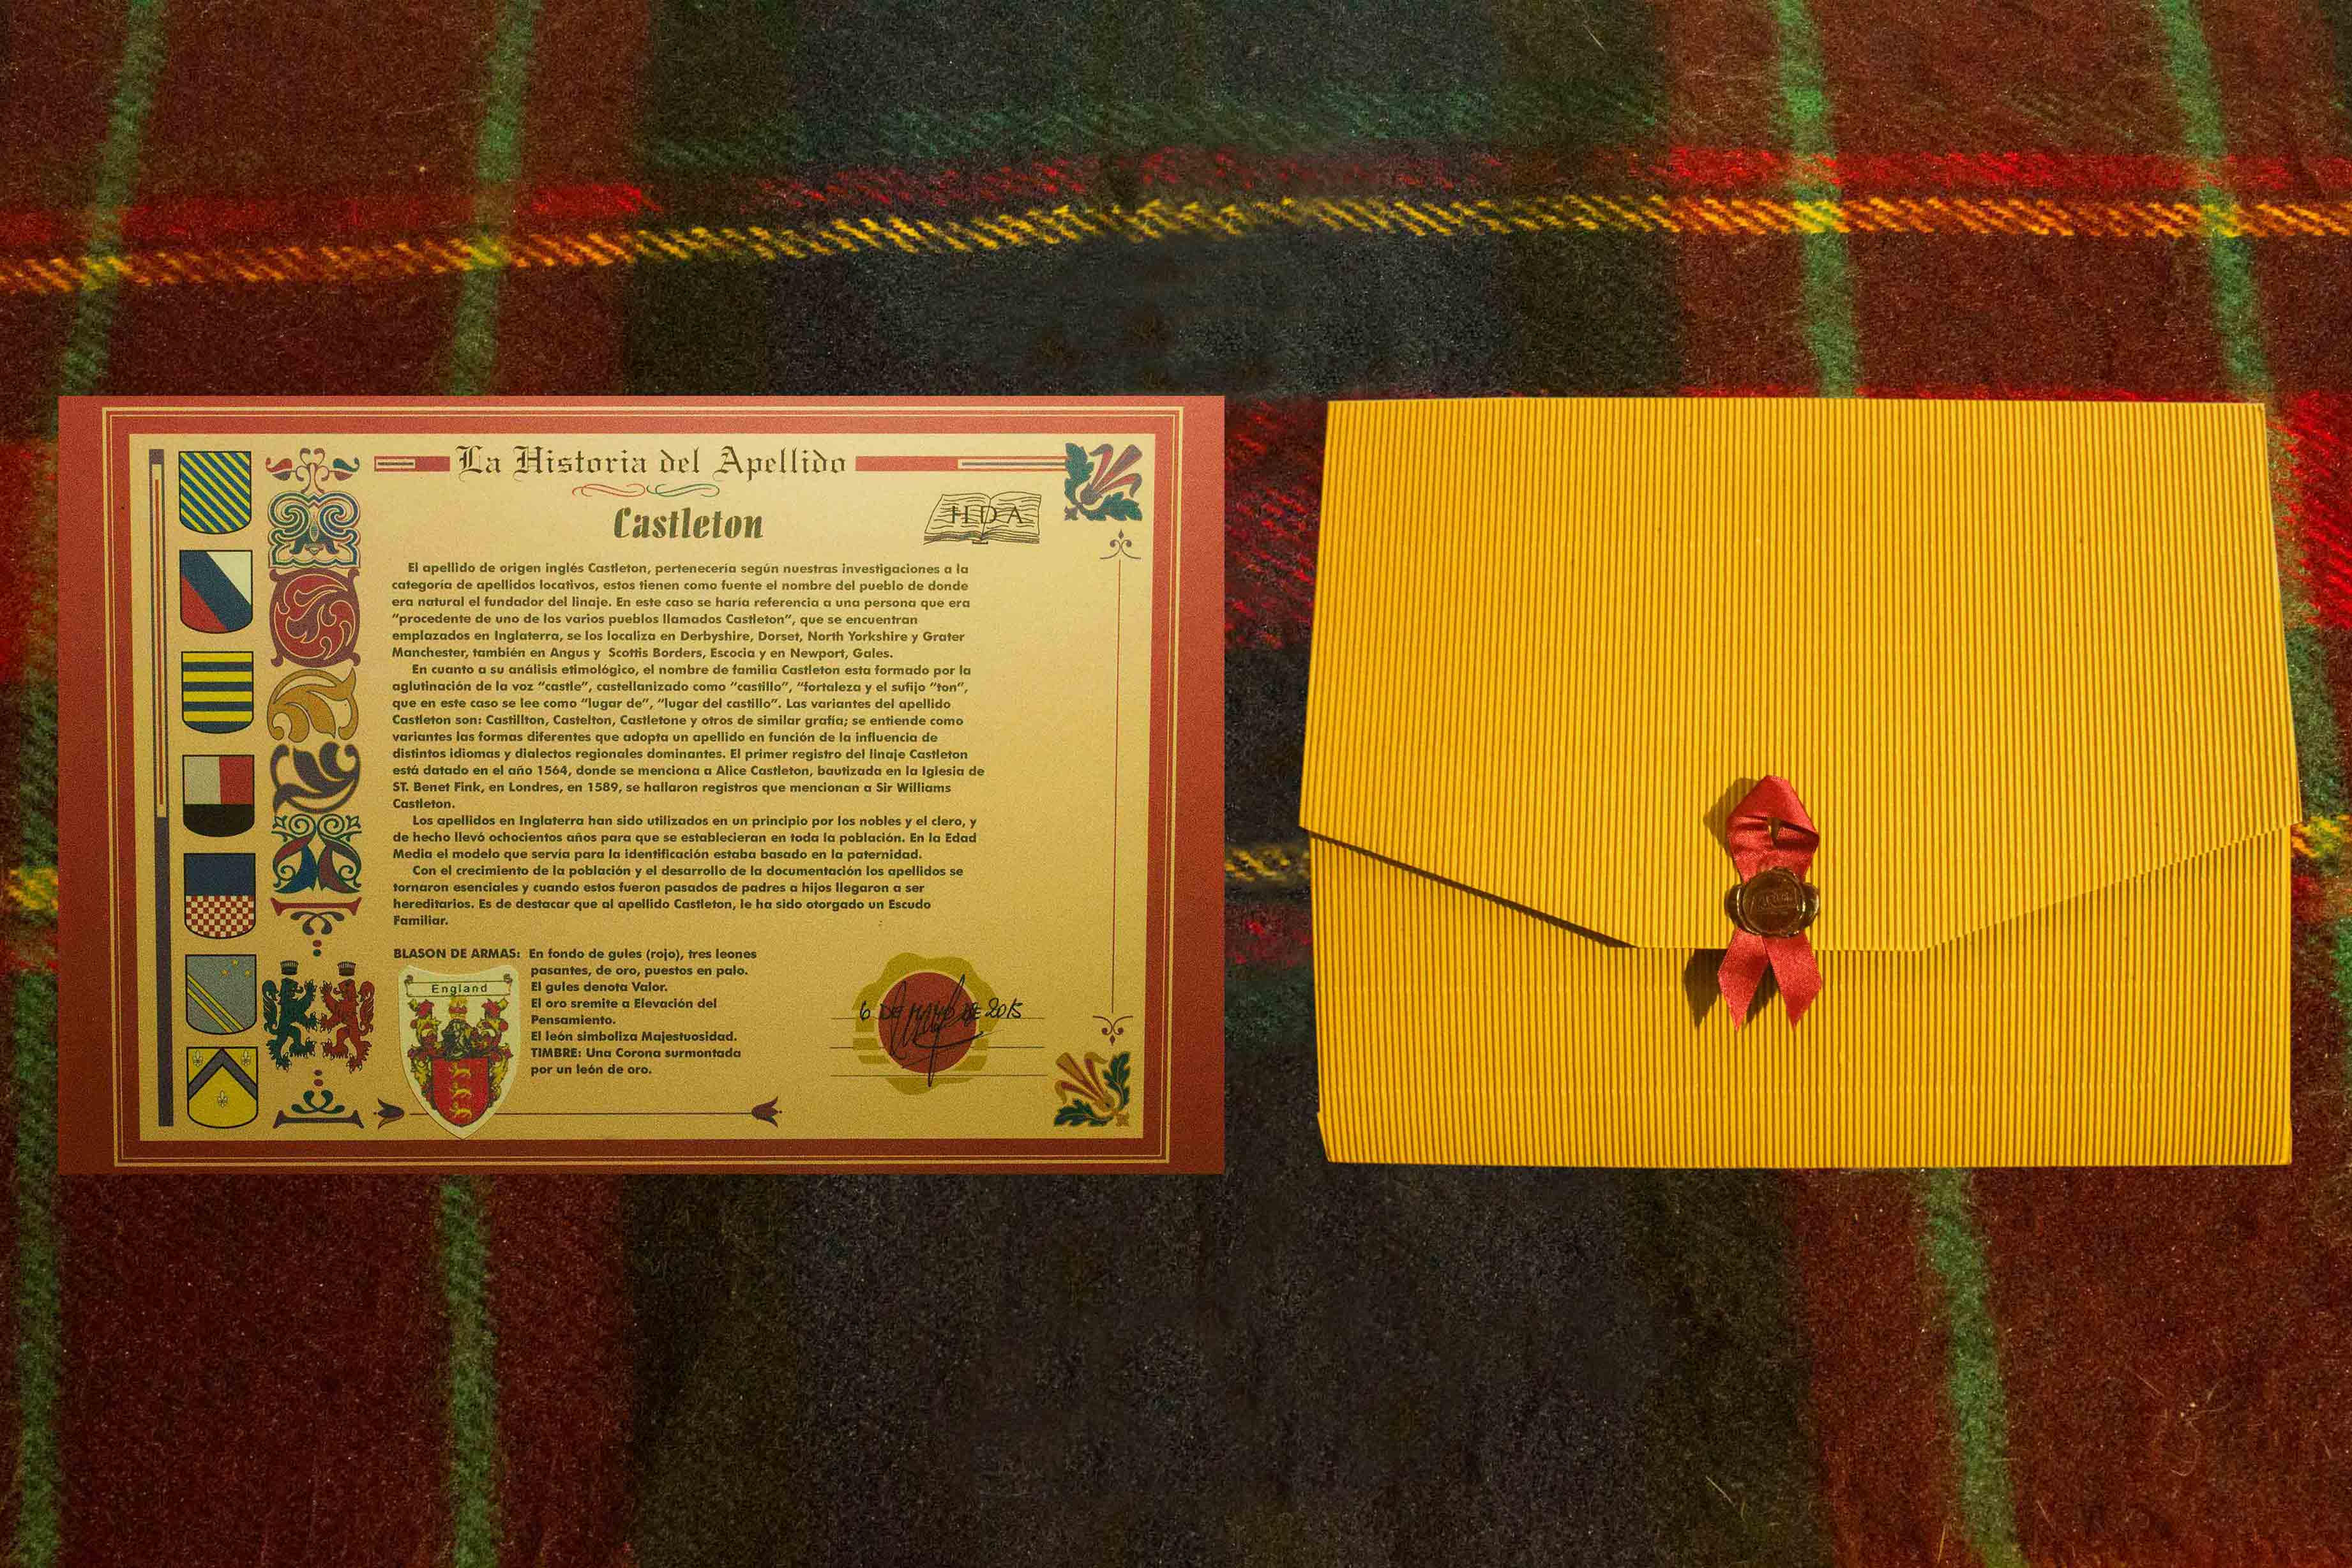 La Historia del Apellido
Castleton
H D A
El apellido de origen inglés Castleton, pertenecería según nuestras investigaciones a la
categoría de apellidos locativos, estos tienen como fuente el nombre del pueblo de donde
era natural el fundador del linaje. En este caso se haría referencia a una persona que era
“procedente de uno de los varios pueblos llamados Castleton”, que se encuentran
emplazados en Inglaterra, se los localiza en Derbyshire, Dorset, North Yorkshire y Grater
Manchester, también en Angus y Scottis Borders, Escocia y en Newport, Gales.
En cuanto a su análisis etimológico, el nombre de familia Castleton esta formado por la
aglutinación de la voz “castle”, castellanizado como “castillo”, “fortaleza y el sufijo “ton”,
que en este caso se lee como “lugar de”, “lugar del castillo”. Las variantes del apellido
Castleton son: Castillton, Castelton, Castletone y otros de similar grafía; se entiende como
variantes las formas diferentes que adopta un apellido en función de la influencia de
distintos idiomas y dialectos regionales dominantes. El primer registro del linaje Castleton
está datado en el año 1564, donde se menciona a Alice Castleton, bautizada en la Iglesia de
ST. Benet Fink, en Londres, en 1589, se hallaron registros que mencionan a Sir Williams
Castleton.
Los apellidos en Inglaterra han sido utilizados en un principio por los nobles y el clero, y
de hecho llevó ochocientos años para que se establecieran en toda la población. En la Edad
Media el modelo que servía para la identificación estaba basado en la paternidad.
Con el crecimiento de la población y el desarrollo de la documentación los apellidos se
tornaron esenciales y cuando estos fueron pasados de padres a hijos llegaron a ser
hereditarios. Es de destacar que al apellido Castleton, le ha sido otorgado un Escudo
Familiar.
BLASON DE ARMAS: En fondo de gules (rojo), tres leones
pasantes, de oro, puestos en palo.
El gules denota Valor.
El oro sremite a Elevación del
Pensamiento.
El león simboliza Majestuosidad.
TIMBRE: Una Corona surmontada
por un león de oro.
England
6 DE MAYO DE 2015